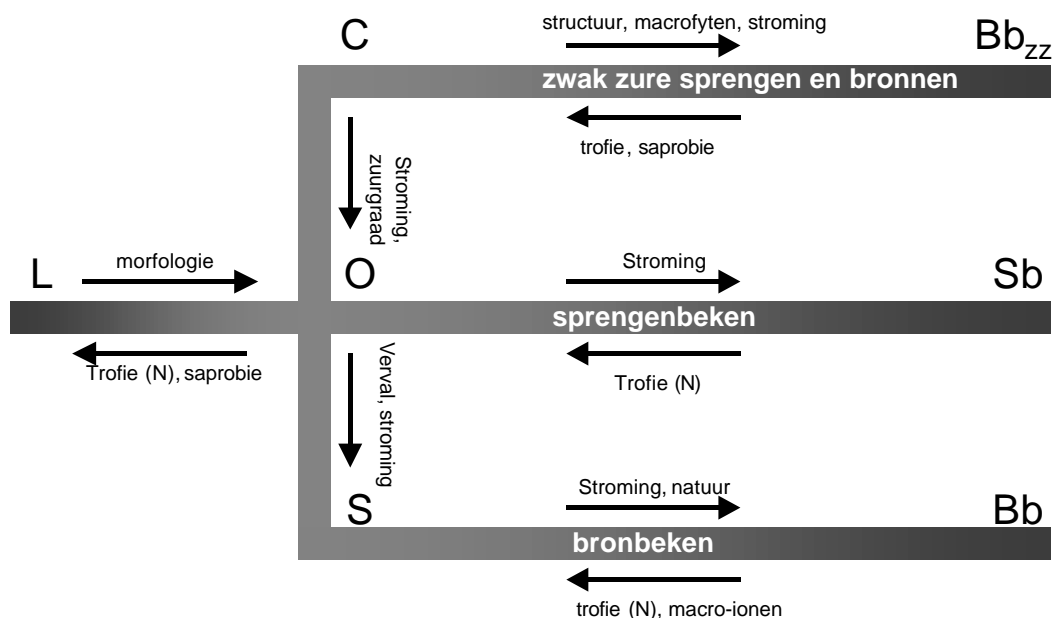 C
structuur, macrofyten, stroming
Bbzz
zwak zure sprengen en bronnen
trofie, saprobie
Stroming,
zuurgraad
L
morfologie
O
Stroming
Sb
sprengenbeken
Trofie (N), saprobie
Trofie (N)
Verval, stroming
S
Stroming, natuur
Bb
bronbeken
trofie (N), macro-ionen